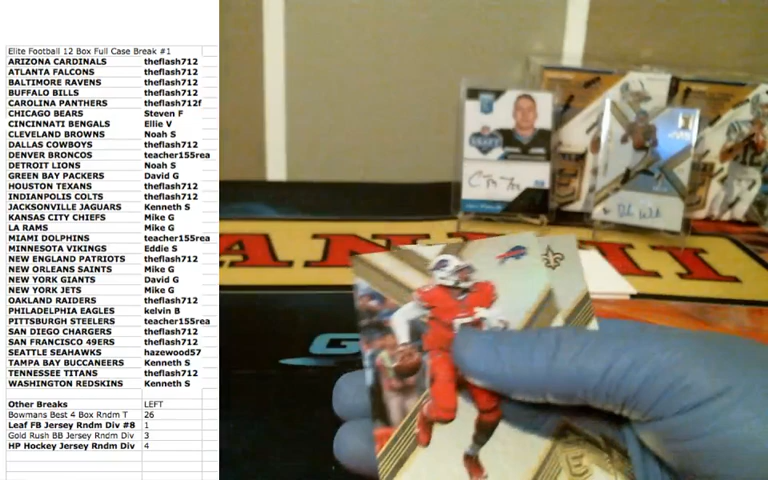 Elite Football 12 Box Full Case Break #1
ARIZONA CARDINALS theflash712
ATLANTA FALCONS theflash712
BALTIMORE RAVENS theflash712
BUFFALO BILLS theflash712
CAROLINA PANTHERS theflash712f
CHICAGO BEARS Steven F
CINCINNATI BENGALS Ellie V
CLEVELAND BROWNS Noah S
DALLAS COWBOYS theflash712
DENVER BRONCOS teacher155rea
DETROIT LIONS Noah S
GREEN BAY PACKERS David G
HOUSTON TEXANS theflash712
INDIANPOLIS COLTS theflash712
JACKSONVILLE JAGUARS Kenneth S
KANSAS CITY CHIEFS Mike G
LA RAMS Mike G
MIAMI DOLPHINS teacher155rea
MINNESOTA VIKINGS Eddie S
NEW ENGLAND PATRIOTS theflash712
NEW ORLEANS SAINTS Mike G
NEW YORK GIANTS David G
NEW YORK JETS Mike G
OAKLAND RAIDERS theflash712
PHILADELPHIA EAGLES kelvin B
PITTSBURGH STEELERS teacher155rea
SAN DIEGO CHARGERS theflash712
SAN FRANCISCO 49ERS theflash712
SEATTLE SEAHAWKS hazewood57
TAMPA BAY BUCCANEERS Kenneth S
TENNESSEE TITANS theflash712
WASHINGTON REDSKINS Kenneth S
Other Breaks LEFT
Bowmans Best 4 Box Rndm T 26
Leaf FB Jersey Rndm Div #8 1
Gold Rush BB Jersey Rndm Div 3
HP Hockey Jersey Rndm Div 4
PANINI
DRAFT
G
E